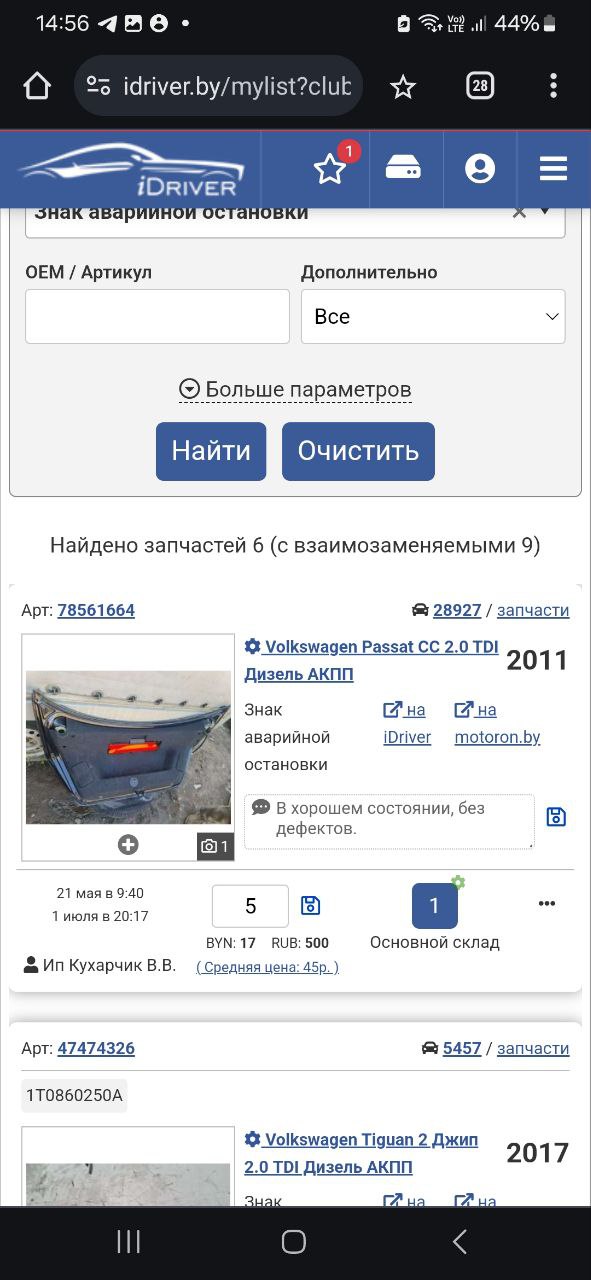 14:56
Vo))
LTE
44%
idriver.by/mylist?club
28
iDRIVER
1
Знак аварийной остановки
OEM / Артикул
Дополнительно
Все
Больше параметров
Найти
Очистить
Найдено запчастей 6 (с взаимозаменяемыми 9)
Арт: 78561664
28927 / запчасти
Volkswagen Passat CC 2.0 TDI
Дизель АКПП
2011
Знак
аварийной
остановки
на
iDriver
на
motoron.by
В хорошем состоянии, без
дефектов.
1
21 мая в 9:40
1 июля в 20:17
5
1
BYN: 17 RUB: 500
Основной склад
Ип Кухарчик В.В.
( Средняя цена: 45р. )
Арт: 47474326
5457 / запчасти
1T0860250A
Volkswagen Tiguan 2 Джип
2.0 TDI Дизель АКПП
2017
Знак
на
на